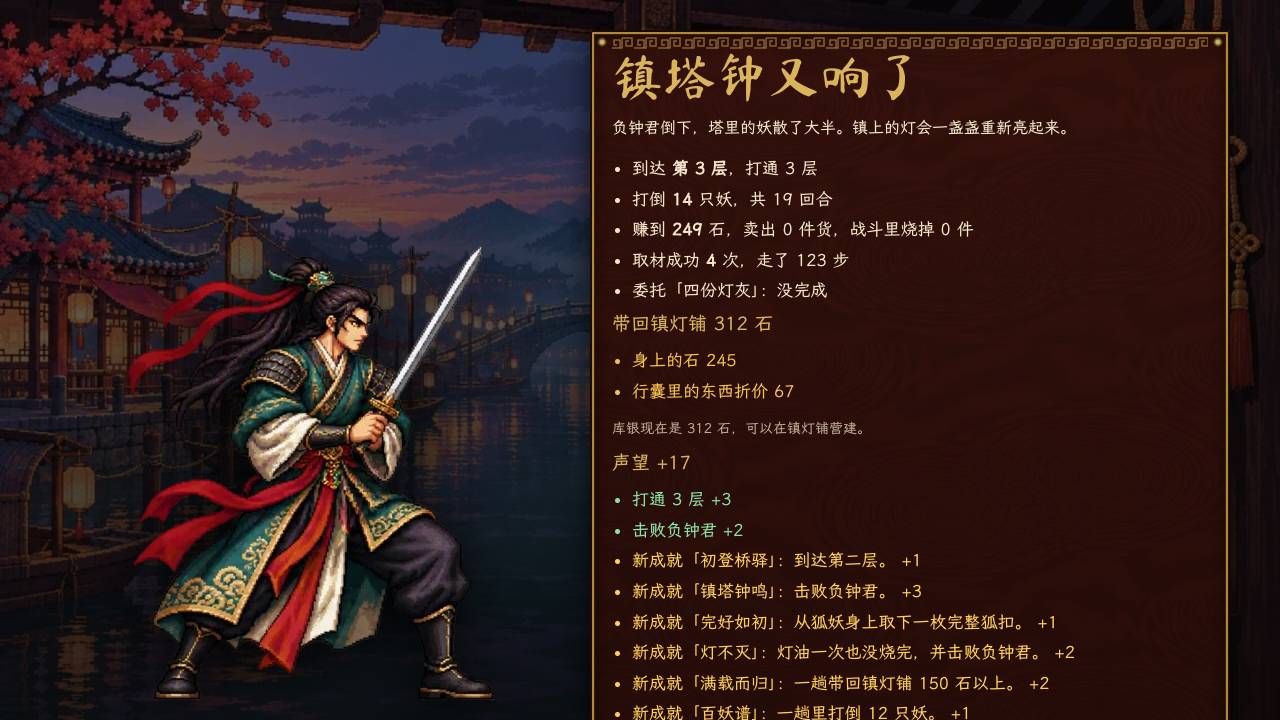 镇塔钟又响了
负钟君倒下，塔里的妖散了大半。镇上的灯会一盏盏重新亮起来。
• 到达 第 3 层，打通 3 层
• 打倒 14 只妖，共 19 回合
• 赚到 249 石，卖出 0 件货，战斗里烧掉 0 件
• 取材成功 4 次，走了 123 步
• 委托「四份灯灰」：没完成
带回镇灯铺 312 石
• 身上的石 245
• 行囊里的东西折价 67
库银现在是 312 石，可以在镇灯铺营建。
声望 +17
• 打通 3 层 +3
• 击败负钟君 +2
• 新成就「初登桥驿」：到达第二层。 +1
• 新成就「镇塔钟鸣」：击败负钟君。 +3
• 新成就「完好如初」：从狐妖身上取下一枚完整狐扣。 +1
• 新成就「灯不灭」：灯油一次也没烧完，并击败负钟君。 +2
• 新成就「满载而归」：一趟带回镇灯铺 150 石以上。 +2
• 新成就「百妖谱」：一趟里打倒 12 只妖。 +1